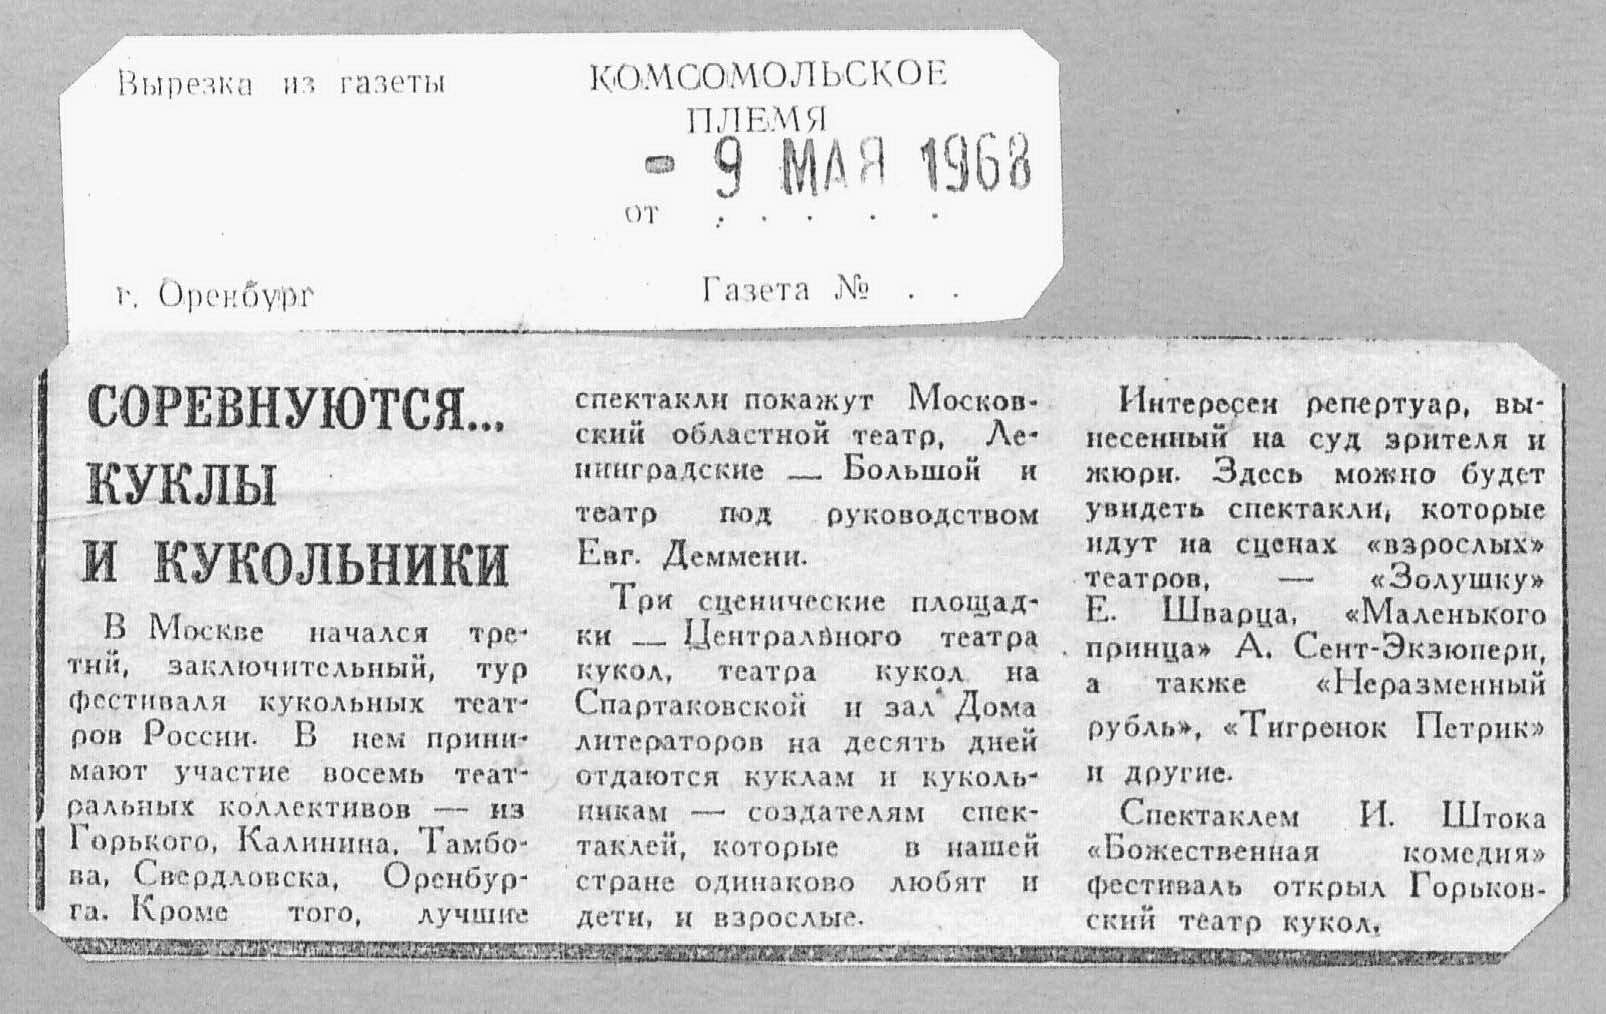 Вырезка из газеты
КОМСОМОЛЬСКОЕ
ПЛЕМЯ
- 9 МАЯ 1968
от . . . . .
г. Оренбург
Газета № . .
СОРЕВНУЮТСЯ...
КУКЛЫ
И КУКОЛЬНИКИ
В Москве начался тре-
тий, заключительный, тур
фестиваля кукольных теат-
ров России. В нем прини-
мают участие восемь теат-
ральных коллективов — из
Горького, Калинина, Тамбо-
ва, Свердловска, Оренбур-
га. Кроме того, лучшие
спектакли покажут Москов-
ский областной театр, Ле-
нинградские — Большой и
театр под руководством
Евг. Деммени.
Три сценические площад-
ки — Центрального театра
кукол, театра кукол на
Спартаковской и зал Дома
литераторов на десять дней
отдаются куклам и куколь-
никам — создателям спек-
таклей, которые в нашей
стране одинаково любят и
дети, и взрослые.
Интересен репертуар, вы-
несенный на суд зрителя и
жюри. Здесь можно будет
увидеть спектакли, которые
идут на сценах «взрослых»
театров, — «Золушку»
Е. Шварца, «Маленького
принца» А. Сент-Экзюпери,
а также «Неразменный
рубль», «Тигренок Петрик»
и другие.
Спектаклем И. Штока
«Божественная комедия»
фестиваль открыл Горьков-
ский театр кукол.